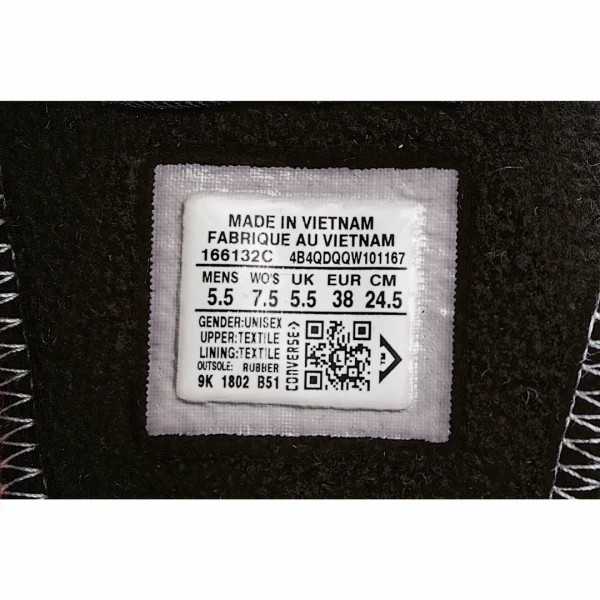 MADE IN VIETNAM
FABRIQUE AU VIETNAM
166132C 4B4QDQQW101167
MENS WO'S UK EUR CM
5.5 7.5 5.5 38 24.5
GENDER:UNISEX
UPPER:TEXTILE
LINING:TEXTILE
OUTSOLE: RUBBER
9K 1802 B51
CONVERSE
TM